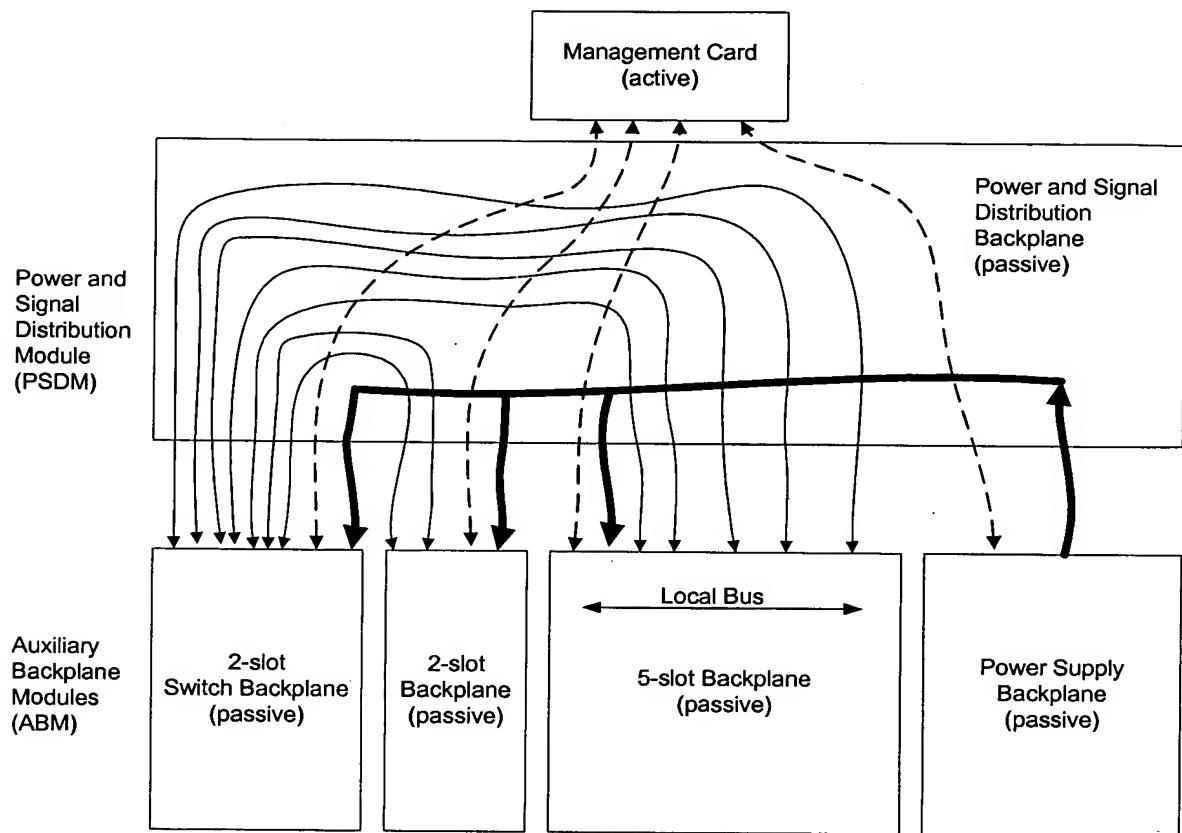 Management Card
(active)
Power and Signal
Distribution
Backplane
(passive)
Power and
Signal
Distribution
Module
(PSDM)
Local Bus
Auxiliary
Backplane
Modules
(ABM)
2-slot
Switch Backplane
(passive)
2-slot
Backplane
(passive)
5-slot Backplane
(passive)
Power Supply
Backplane
(passive)